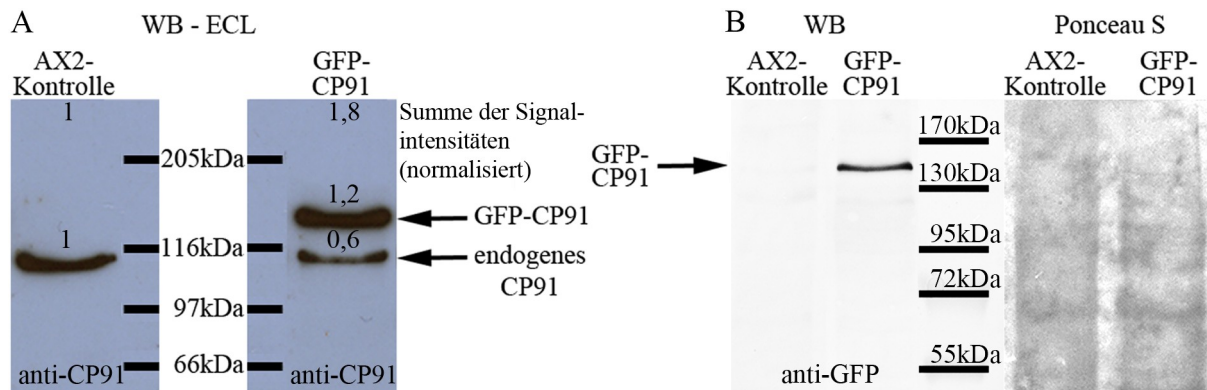 A
WB - ECL
AX2-
Kontrolle
GFP-
CP91
1
1,8
Summe der Signal-
intensitäten
(normalisiert)
205kDa
1,2
GFP-CP91
1
116kDa
0,6
endogenes
CP91
97kDa
66kDa
anti-CP91
anti-CP91
B
WB
Ponceau S
AX2-
Kontrolle
GFP-
CP91
AX2-
Kontrolle
GFP-
CP91
170kDa
GFP-
CP91
130kDa
95kDa
72kDa
55kDa
anti-GFP